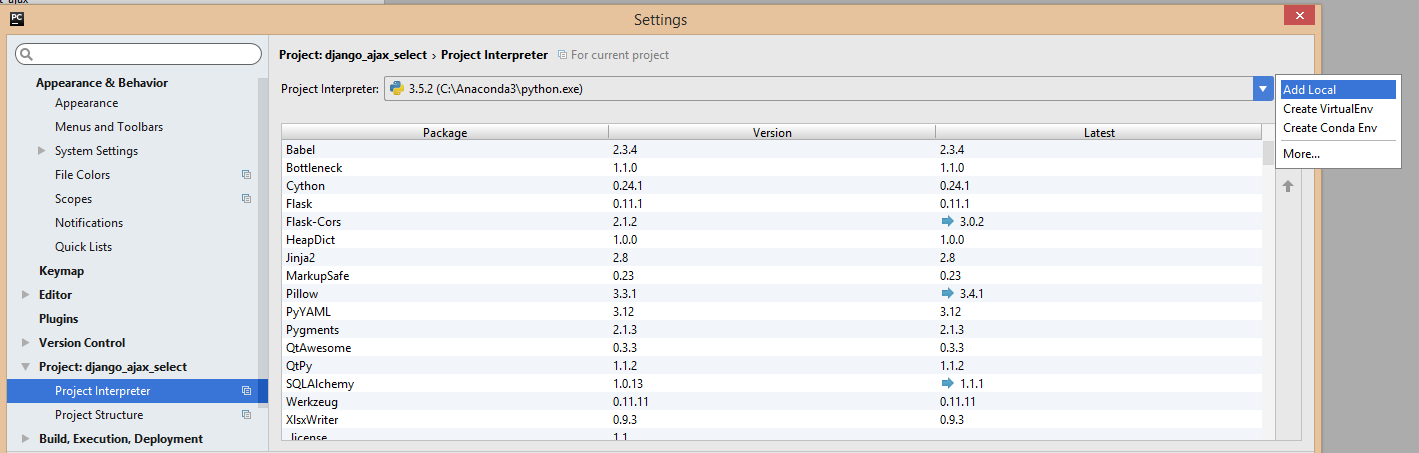 Settings
PC
Appearance & Behavior
Appearance
Menus and Toolbars
System Settings
File Colors
Scopes
Notifications
Quick Lists
Keymap
Editor
Plugins
Version Control
Project: django_ajax_select
Project Interpreter
Project Structure
Build, Execution, Deployment
Project: django_ajax_select › Project Interpreter For current project
Project Interpreter: 3.5.2 (C:\Anaconda3\python.exe)
Package Version Latest
Babel 2.3.4 2.3.4
Bottleneck 1.1.0 1.1.0
Cython 0.24.1 0.24.1
Flask 0.11.1 0.11.1
Flask-Cors 2.1.2 3.0.2
HeapDict 1.0.0 1.0.0
Jinja2 2.8 2.8
MarkupSafe 0.23 0.23
Pillow 3.3.1 3.4.1
PyYAML 3.12 3.12
Pygments 2.1.3 2.1.3
QtAwesome 0.3.3 0.3.3
QtPy 1.1.2 1.1.2
SQLAlchemy 1.0.13 1.1.1
Werkzeug 0.11.11 0.11.11
XlsxWriter 0.9.3 0.9.3
_license 1.1
Add Local
Create VirtualEnv
Create Conda Env
More...